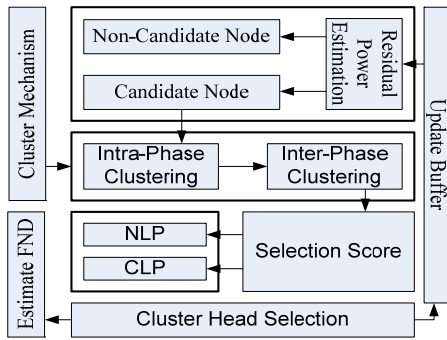 Cluster Mechanism
Non-Candidate Node
Candidate Node
Residual
Power
Estimation
Update Buffer
Intra-Phase
Clustering
Inter-Phase
Clustering
Estimate FND
NLP
CLP
Selection Score
Cluster Head Selection